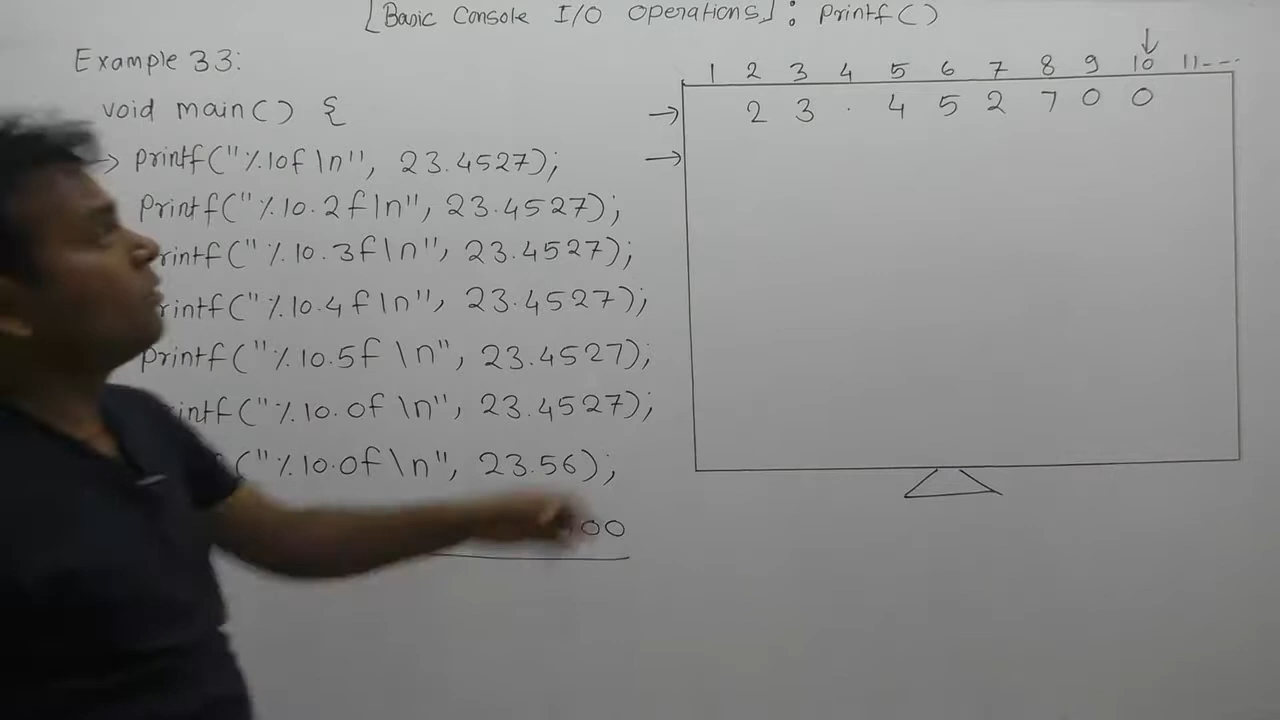 [Basic Console I/O Operations] : Printf()
Example 33:
void main() {
printf("%10f \n", 23.4527);
printf("%10.2f\n", 23.4527);
rintf("%10.3f\n", 23.4527);
rintf("%10.4f\n", 23.4527);
printf("%10.5f \n", 23.4527);
intf("%10.0f \n", 23.4527);
("%10.0f\n", 23.56);
00
1 2 3 4 5 6 7 8 9 10 11---
2 3 . 4 5 2 7 0 0